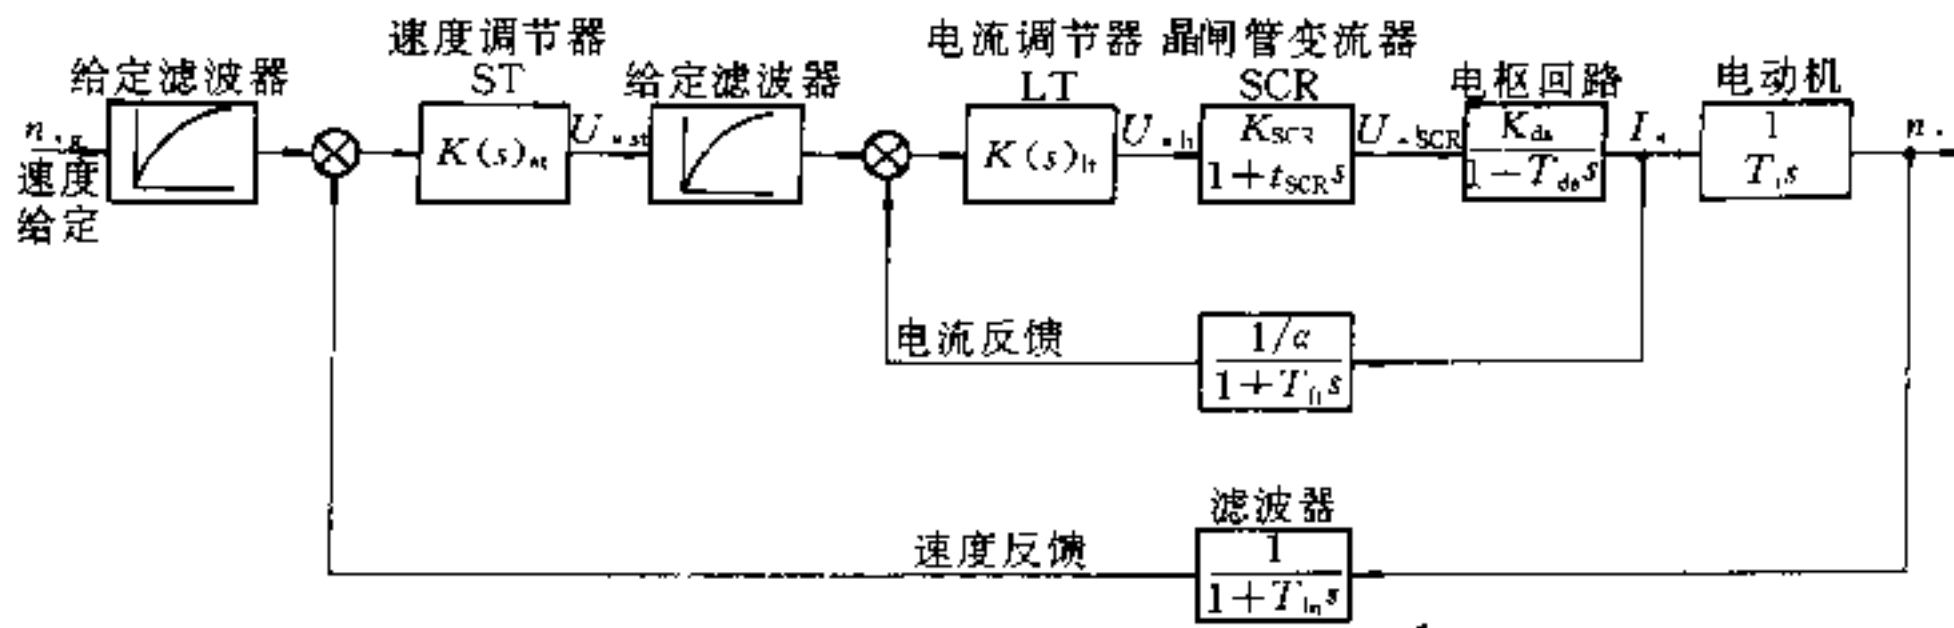 给定滤波器
速度调节器
ST
给定滤波器
电流调节器
LT
晶闸管变流器
SCR
电枢回路
电动机
速度
给定
K(s)
K(s)
K_SCR
1+t_SCR s
K_ds
1-T_ds s
1
电流反馈
1/α
速度反馈
滤波器
1